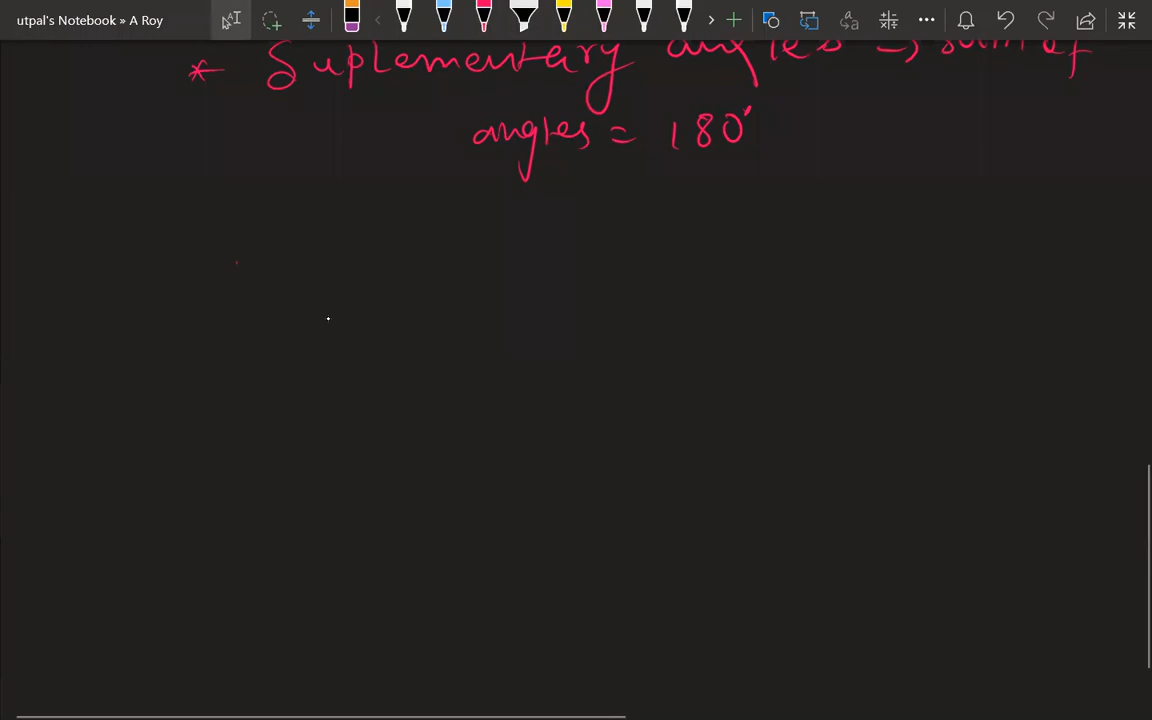 utpal's Notebook » A Roy
* Suplementary angles → sum of
angles = 180°